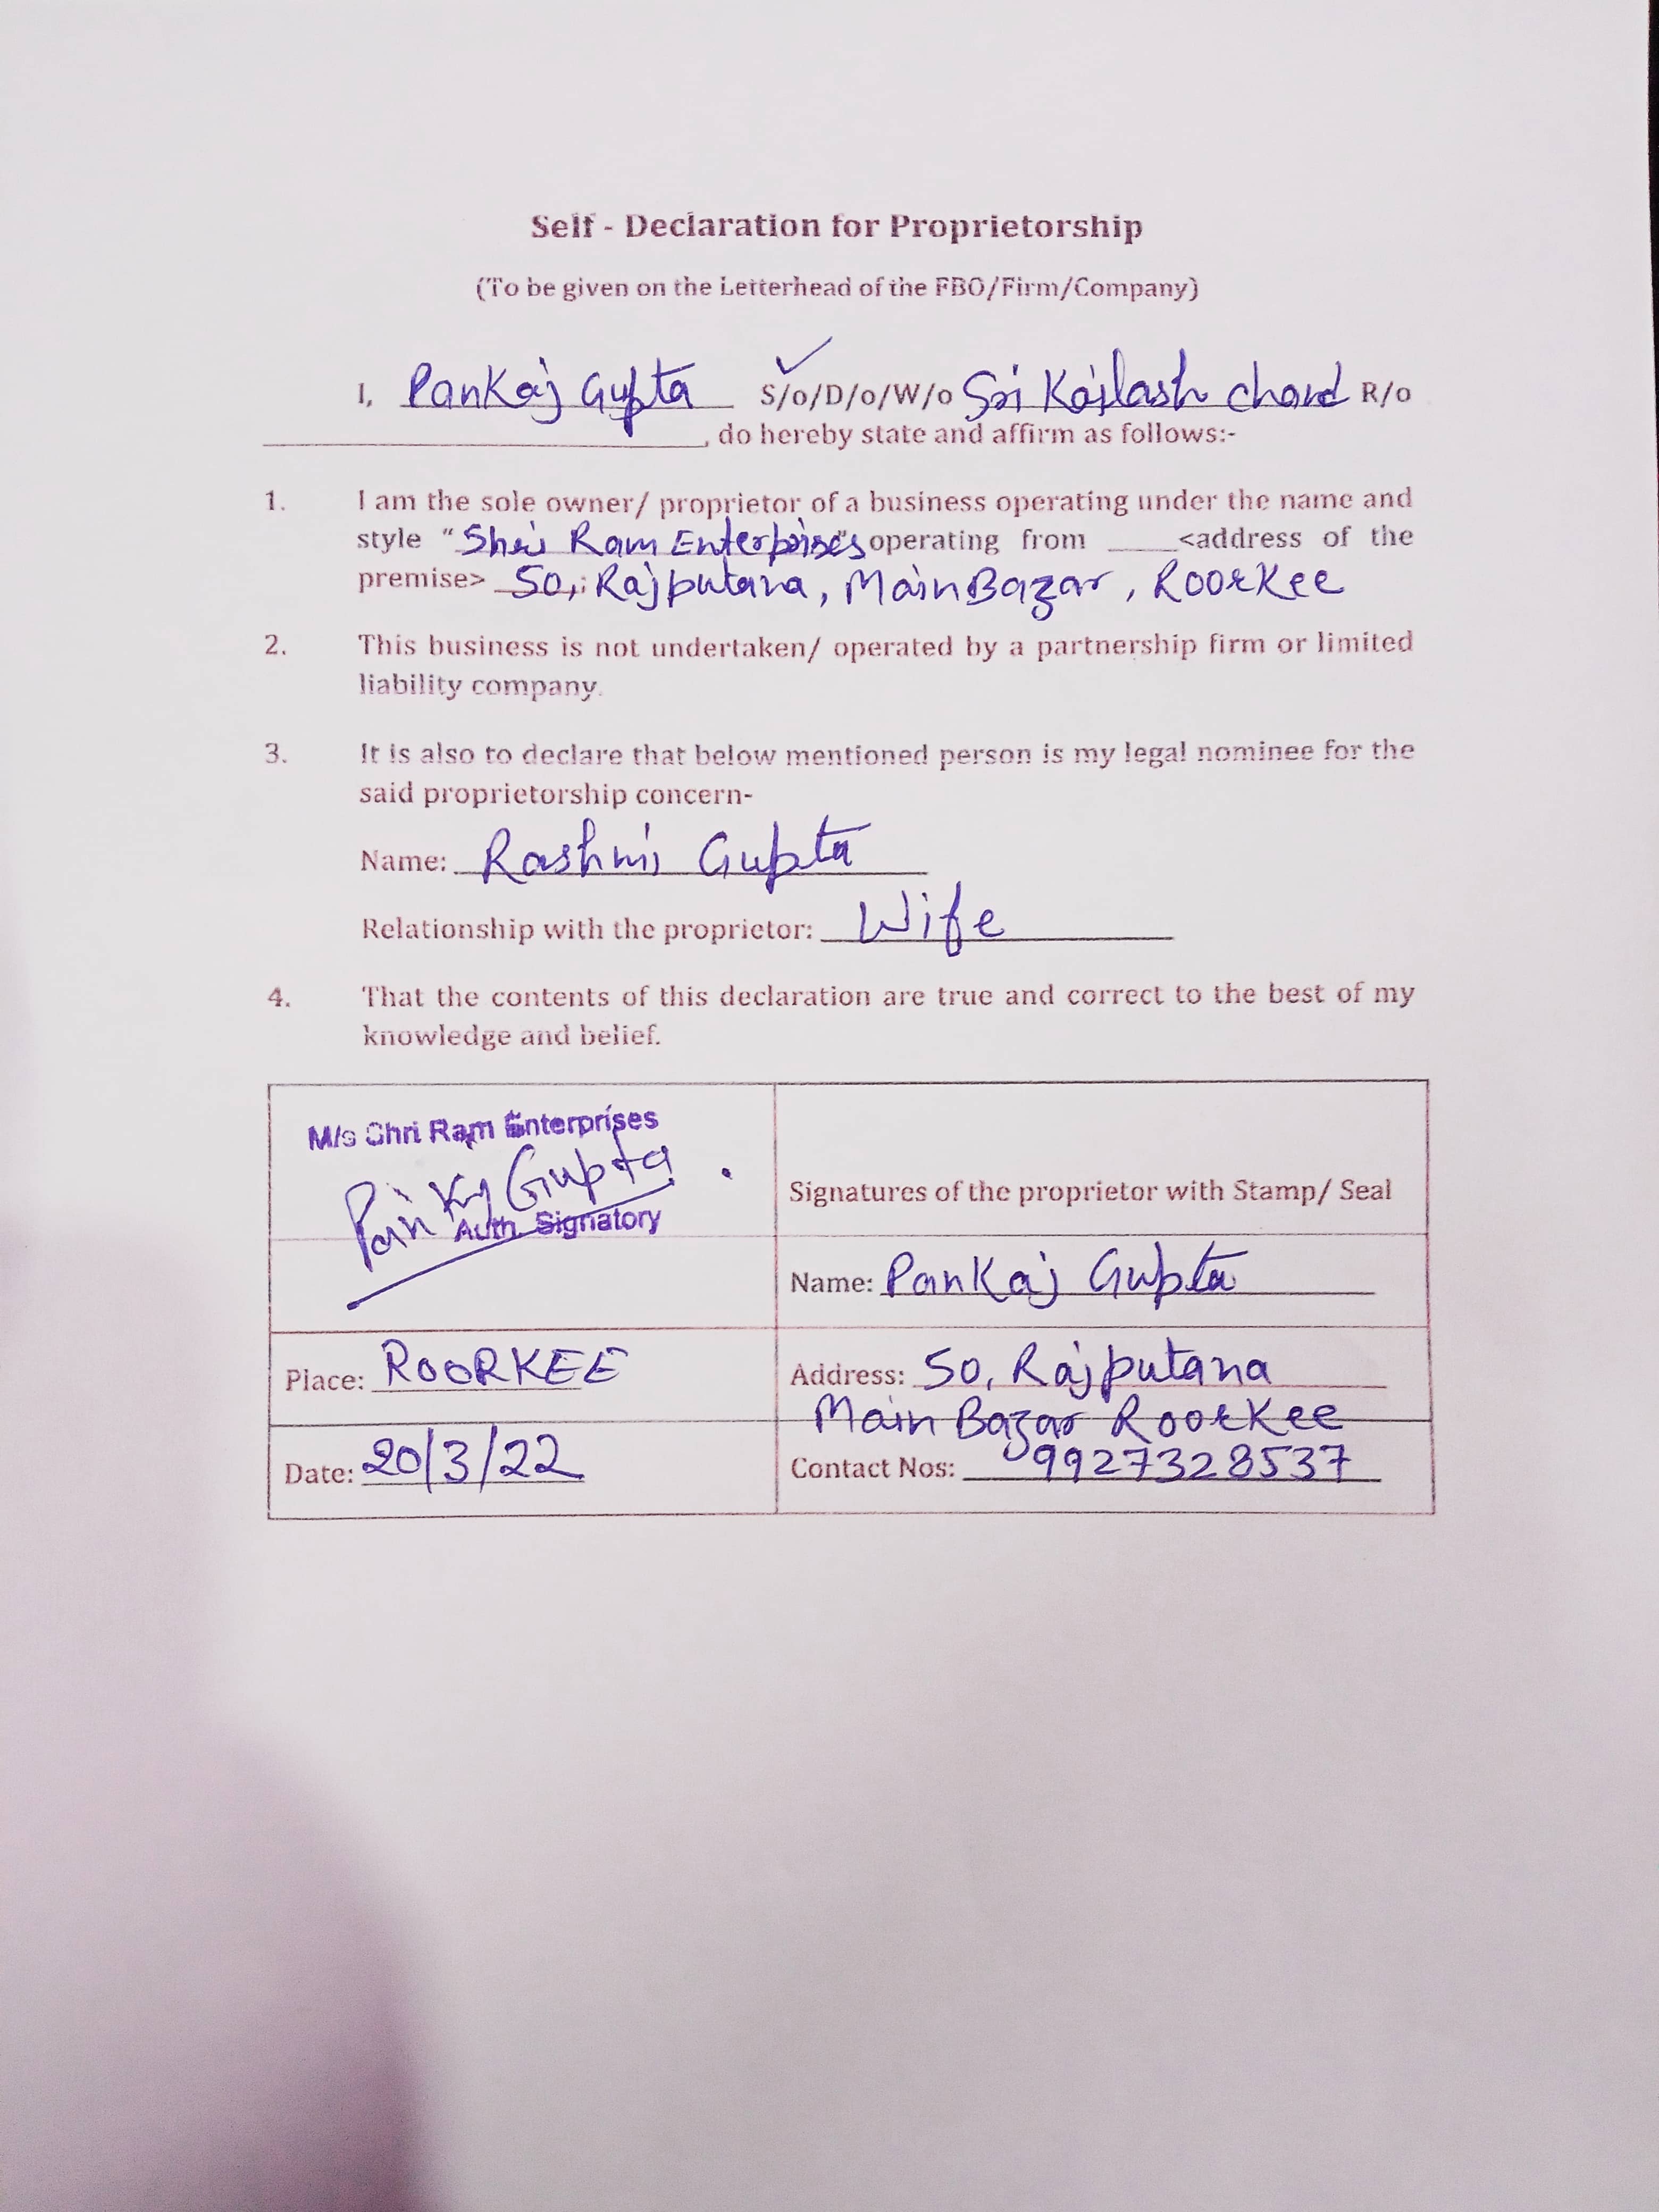 Self - Declaration for Proprietorship
(To be given on the Letterhead of the FBO/Firm/Company)
I, Pankaj Gupta S/o/D/o/W/o Sri Kailash Chand R/o
____________, do hereby state and affirm as follows:-
1. I am the sole owner/ proprietor of a business operating under the name and
style "Shri Ram Enterprises" operating from ____<address of the
premise> 50, Rajputana, Main Bazar, Roorkee
2. This business is not undertaken/ operated by a partnership firm or limited
liability company.
3. It is also to declare that below mentioned person is my legal nominee for the
said proprietorship concern-
Name: Rashmi Gupta
Relationship with the proprietor: Wife
4. That the contents of this declaration are true and correct to the best of my
knowledge and belief.
M/s Shri Ram Enterprises
Pankaj Gupta
Auth. Signatory
Signatures of the proprietor with Stamp/ Seal
Name: Pankaj Gupta
Place: ROORKEE
Address: 50, Rajputana
Main Bazar Roorkee
Date: 20/3/22
Contact Nos: 9927328537